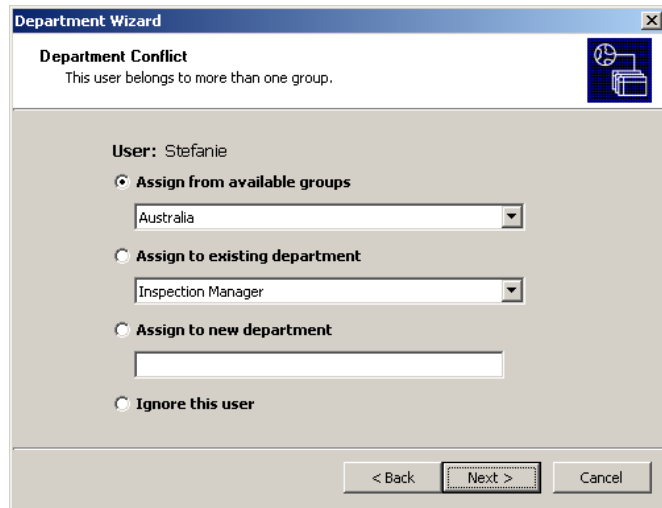 Department Wizard
Department Conflict
This user belongs to more than one group.
User: Stefanie
Assign from available groups
Australia
Assign to existing department
Inspection Manager
Assign to new department
Ignore this user
< Back Next > Cancel